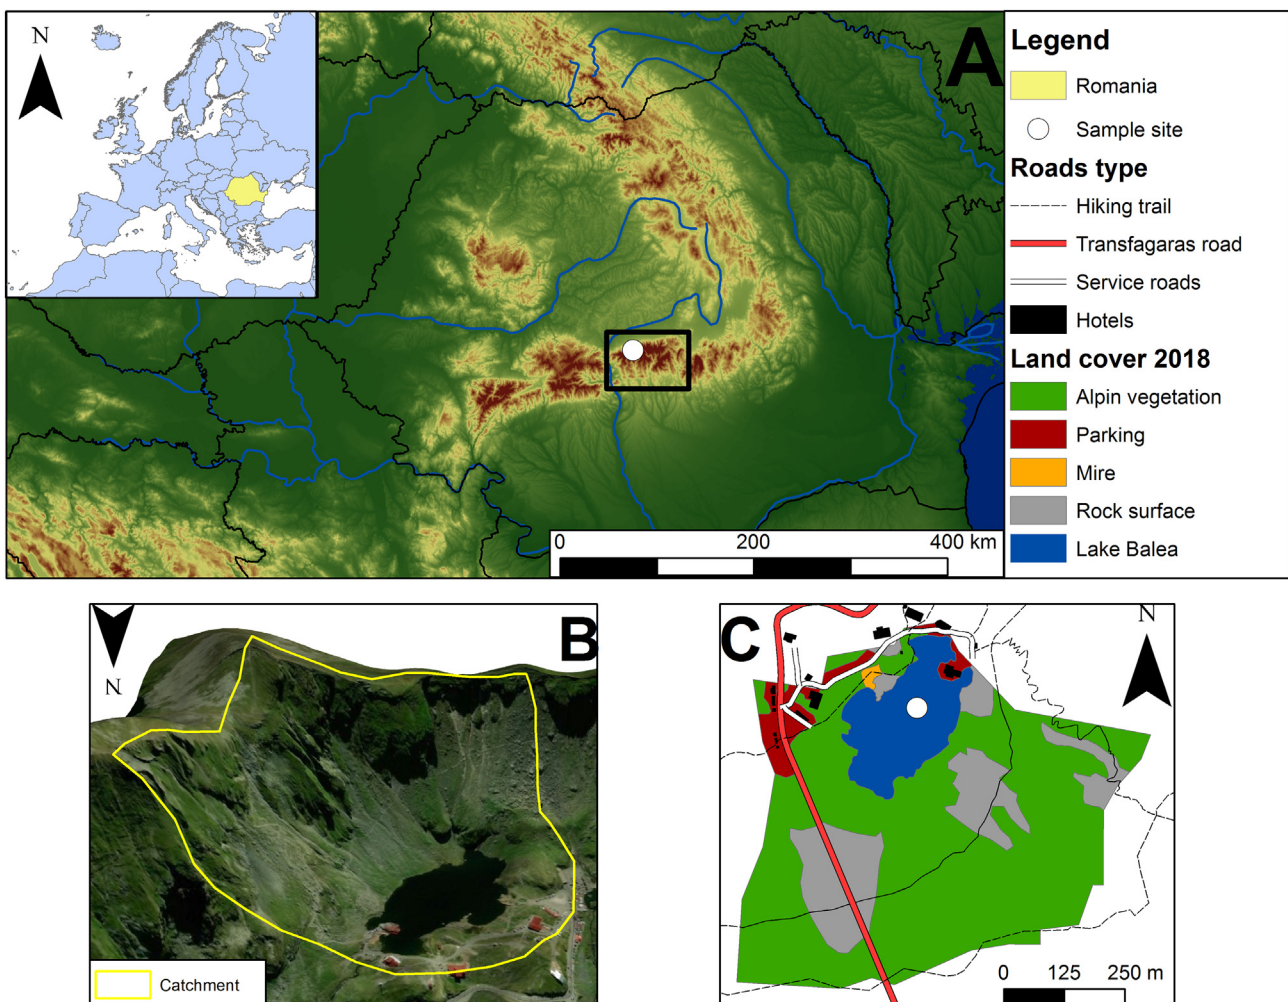 N
A
Legend
Romania
Sample site
Roads type
Hiking trail
Transfagaras road
Service roads
Hotels
Land cover 2018
Alpin vegetation
Parking
Mire
Rock surface
Lake Balea
0 200 400 km
B
N
Catchment
C
N
0 125 250 m